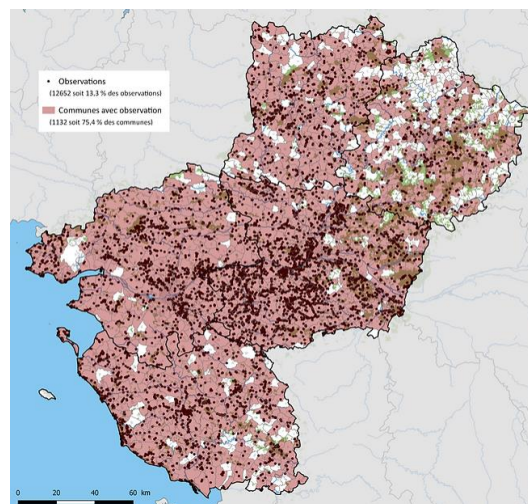 Observations
(12652 soit 13,3 % des observations)
Communes avec observation
(1132 soit 75,4 % des communes)
0 20 40 60 km